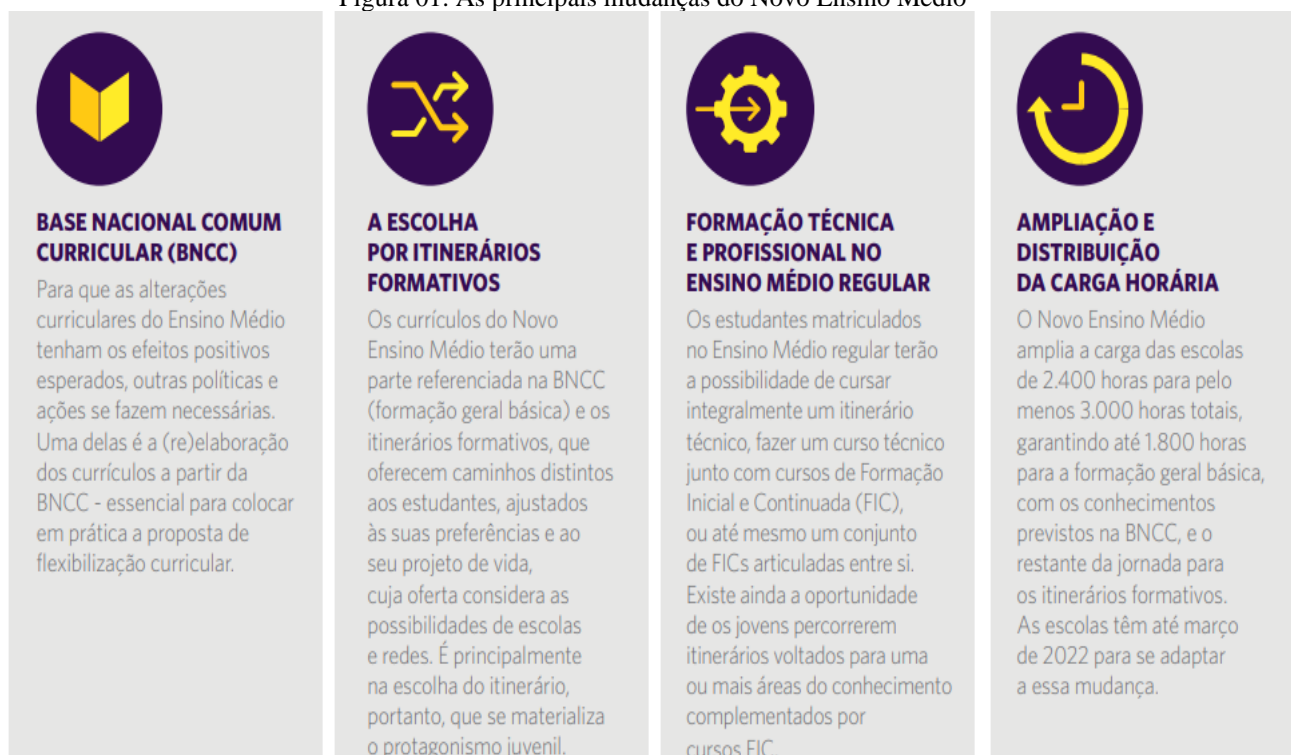 Figura 01: As principais mudanças do Novo Ensino Médio
BASE NACIONAL COMUM
CURRICULAR (BNCC)
Para que as alterações
curriculares do Ensino Médio
tenham os efeitos positivos
esperados, outras políticas e
ações se fazem necessárias.
Uma delas é a (re)elaboração
dos currículos a partir da
BNCC - essencial para colocar
em prática a proposta de
flexibilização curricular.
A ESCOLHA
POR ITINERÁRIOS
FORMATIVOS
Os currículos do Novo
Ensino Médio terão uma
parte referenciada na BNCC
(formação geral básica) e os
itinerários formativos, que
oferecem caminhos distintos
aos estudantes, ajustados
às suas preferências e ao
seu projeto de vida,
cuja oferta considera as
possibilidades de escolas
e redes. É principalmente
na escolha do itinerário,
portanto, que se materializa
o protagonismo juvenil.
FORMAÇÃO TÉCNICA
E PROFISSIONAL NO
ENSINO MÉDIO REGULAR
Os estudantes matriculados
no Ensino Médio regular terão
a possibilidade de cursar
integralmente um itinerário
técnico, fazer um curso técnico
junto com cursos de Formação
Inicial e Continuada (FIC),
ou até mesmo um conjunto
de FICs articuladas entre si.
Existe ainda a oportunidade
de os jovens percorrerem
itinerários voltados para uma
ou mais áreas do conhecimento
complementados por
cursos FIC.
AMPLIAÇÃO E
DISTRIBUIÇÃO
DA CARGA HORÁRIA
O Novo Ensino Médio
amplia a carga das escolas
de 2.400 horas para pelo
menos 3.000 horas totais,
garantindo até 1.800 horas
para a formação geral básica,
com os conhecimentos
previstos na BNCC, e o
restante da jornada para
os itinerários formativos.
As escolas têm até março
de 2022 para se adaptar
a essa mudança.